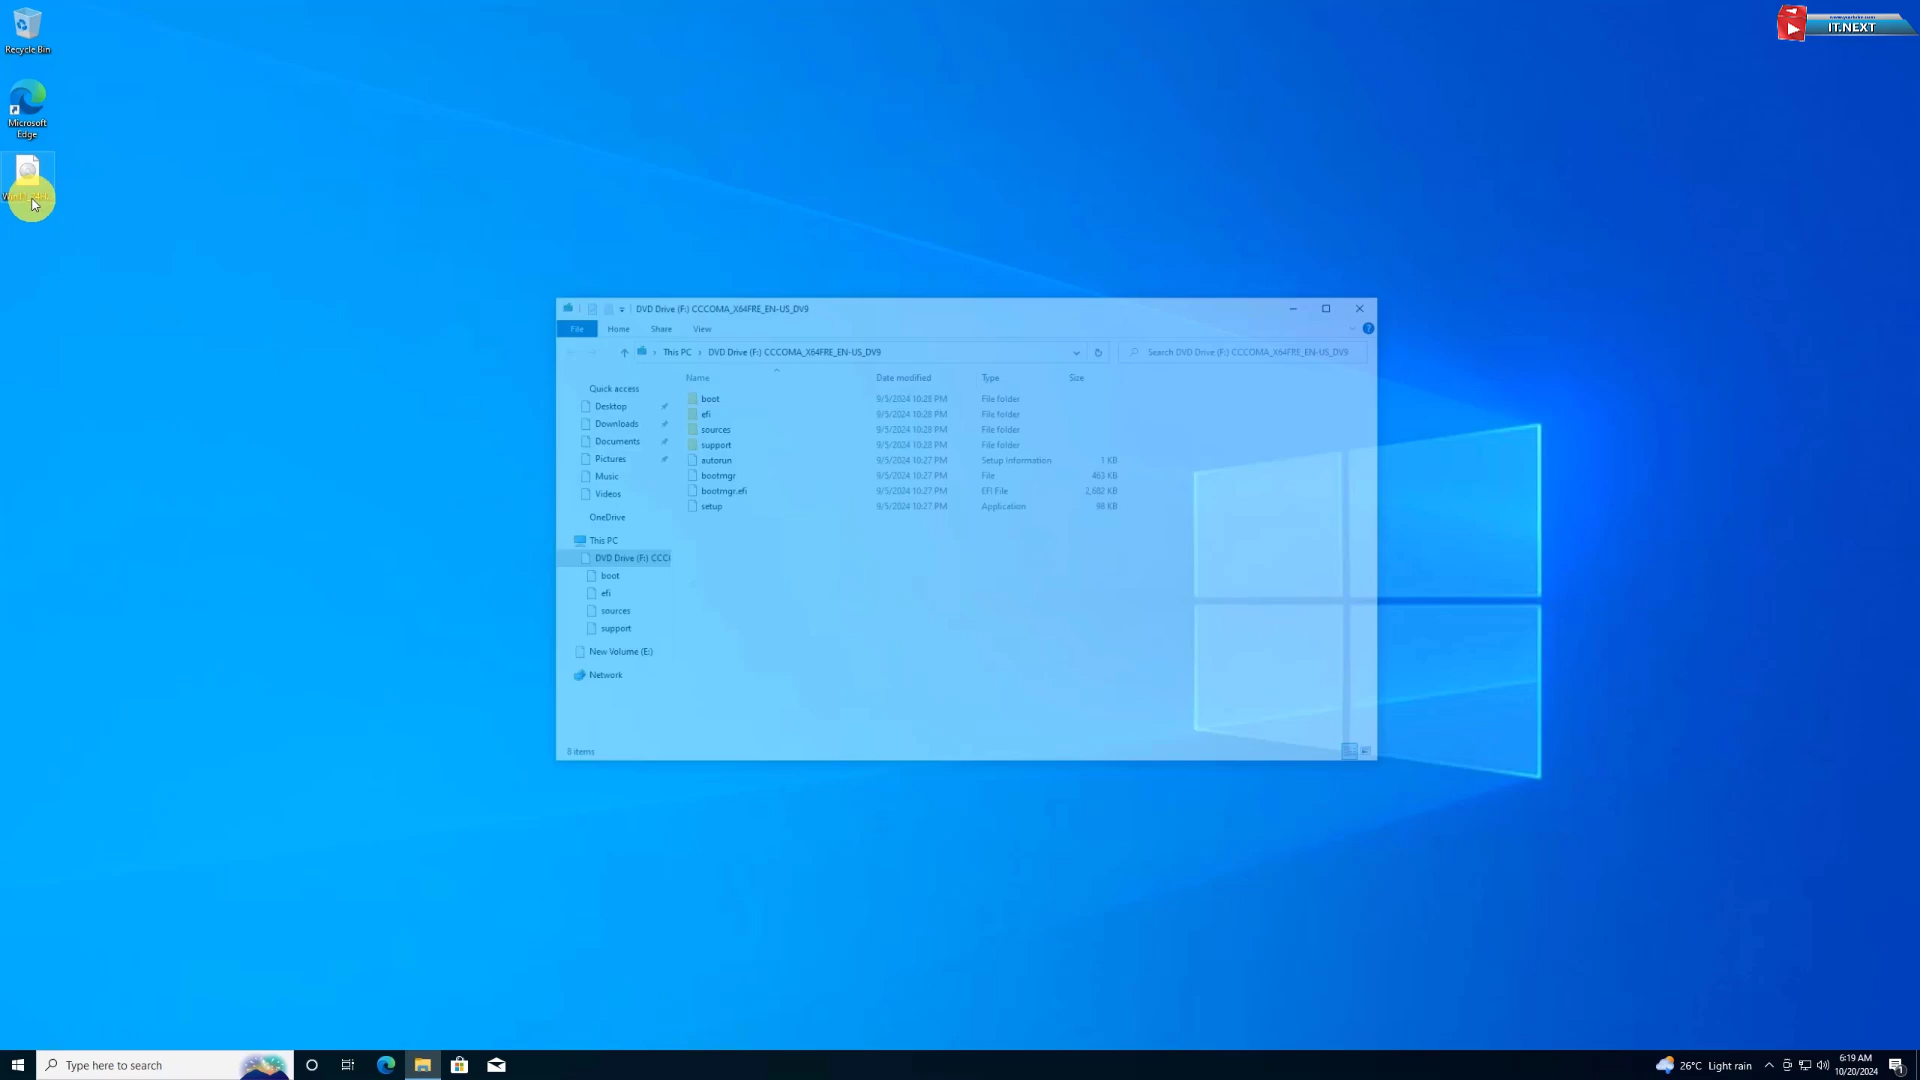 Recycle Bin
IT.NEXT
Microsoft
Edge
DVD Drive (F:) CCCOMA_X64FRE_EN-US_DV9
File Home Share View
This PC DVD Drive (F:) CCCOMA_X64FRE_EN-US_DV9
Search DVD Drive (F:) CCCOMA_X64FRE_EN-US_DV9
Name Date modified Type Size
boot 9/5/2024 10:28 PM File folder
efi 9/5/2024 10:28 PM File folder
sources 9/5/2024 10:28 PM File folder
support 9/5/2024 10:28 PM File folder
autorun 9/5/2024 10:27 PM Setup Information 1 KB
bootmgr 9/5/2024 10:27 PM File 463 KB
bootmgr.efi 9/5/2024 10:27 PM EFI File 2,682 KB
setup 9/5/2024 10:27 PM Application 98 KB
Quick access
Desktop
Downloads
Documents
Pictures
Music
Videos
OneDrive
This PC
DVD Drive (F:) CCC
boot
efi
sources
support
New Volume (E:)
Network
8 items
Type here to search
26°C Light rain
6:19 AM
10/20/2024